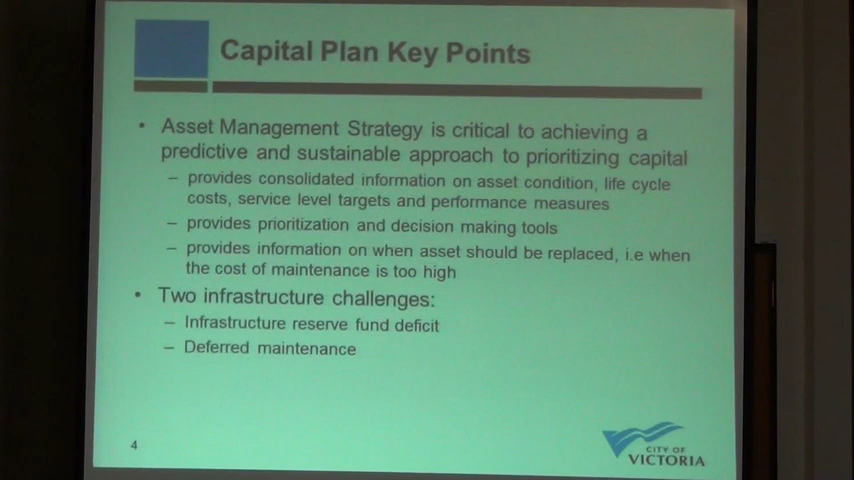 Capital Plan Key Points
• Asset Management Strategy is critical to achieving a
predictive and sustainable approach to prioritizing capital
– provides consolidated information on asset condition, life cycle
costs, service level targets and performance measures
– provides prioritization and decision making tools
– provides information on when asset should be replaced, i.e when
the cost of maintenance is too high
• Two infrastructure challenges:
– Infrastructure reserve fund deficit
– Deferred maintenance
4
CITY OF
VICTORIA